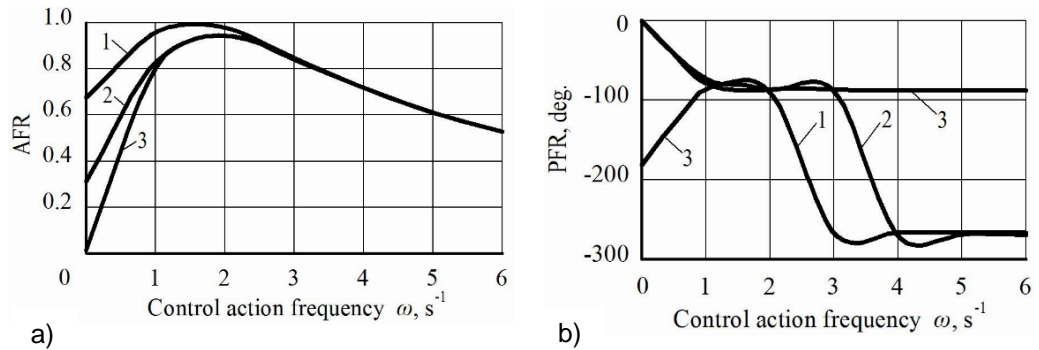 AFR
1.0
0.8
0.6
0.4
0.2
0
1
2
3
0 1 2 3 4 5 6
Control action frequency ω, s-1
a)
PFR, deg.
0
-100
-200
-300
1
2
3
3
0 1 2 3 4 5 6
Control action frequency ω, s-1
b)